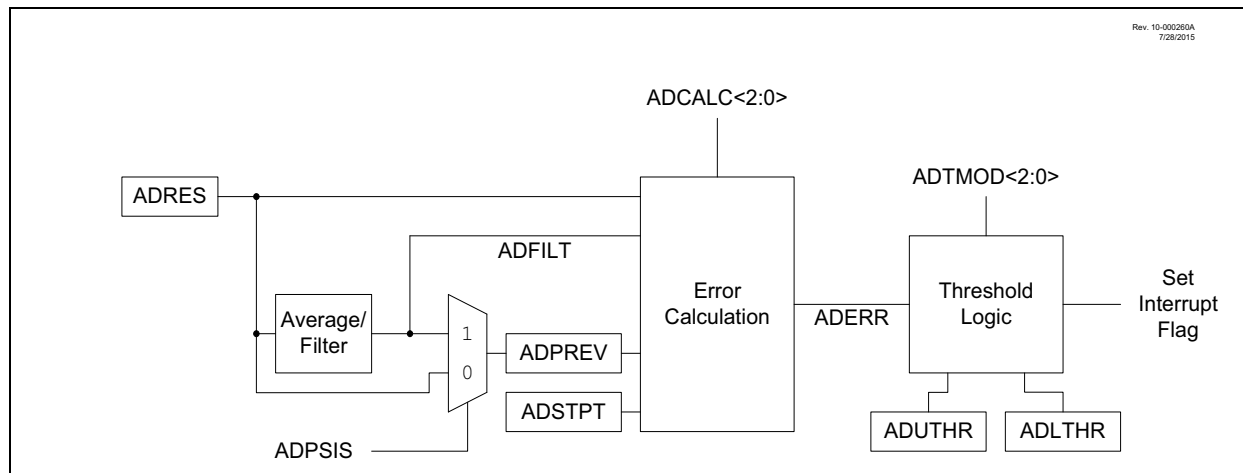 Rev. 10-000260A
7/28/2015
ADCALC<2:0>
ADTMOD<2:0>
ADRES
ADFILT
Average/
Filter
1
0
ADPREV
ADSTPT
ADPSIS
Error
Calculation
ADERR
Threshold
Logic
Set
Interrupt
Flag
ADUTHR
ADLTHR